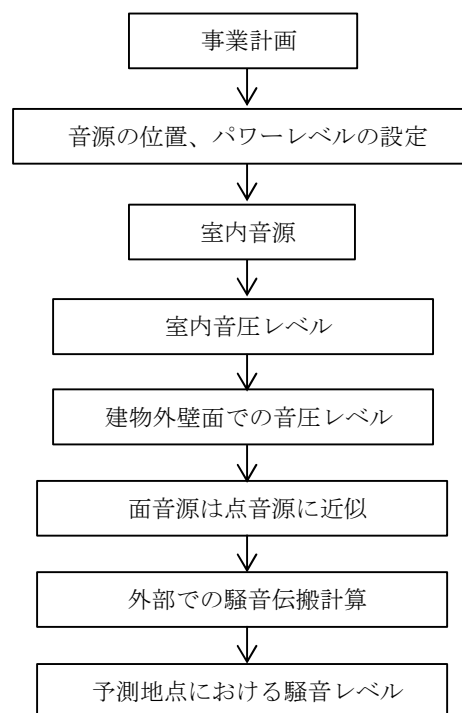 事業計画
音源の位置、パワーレベルの設定
室内音源
室内音圧レベル
建物外壁面での音圧レベル
面音源は点音源に近似
外部での騒音伝搬計算
予測地点における騒音レベル